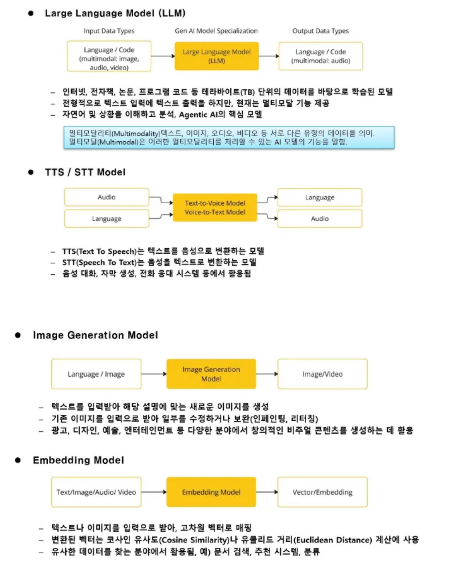 ● Large Language Model (LLM)
Input Data Types
Gen AI Model Specialization
Output Data Types
Language / Code
(multimodal: image,
audio, video)
Large Language Model
(LLM)
Language / Code
(multimodal: audio)
– 인터넷, 전자책, 논문, 프로그램 코드 등 테라바이트(TB) 단위의 데이터를 바탕으로 학습된 모델
– 전형적으로 텍스트 입력에 텍스트 출력을 하지만, 현재는 멀티모달 기능 제공
– 자연어 및 상황을 이해하고 분석, Agentic AI의 핵심 모델
멀티모달리티(Multimodality)텍스트, 이미지, 오디오, 비디오 등 서로 다른 유형의 데이터를 의미.
멀티모달(Multimodal)은 이러한 멀티모달리티를 처리할 수 있는 AI 모델의 기능을 말함.
● TTS / STT Model
Audio
Language
Text-to-Voice Model
Voice-to-Text Model
Language
Audio
– TTS(Text To Speech)는 텍스트를 음성으로 변환하는 모델
– STT(Speech To Text)는 음성을 텍스트로 변환하는 모델
– 음성 대화, 자막 생성, 전화 응대 시스템 등에서 활용됨
● Image Generation Model
Language / Image
Image Generation
Model
Image/Video
– 텍스트를 입력받아 해당 설명에 맞는 새로운 이미지를 생성
– 기존 이미지를 입력으로 받아 일부를 수정하거나 보완(인페인팅, 리터칭)
– 광고, 디자인, 예술, 엔터테인먼트 등 다양한 분야에서 창의적인 비주얼 콘텐츠를 생성하는 데 활용
● Embedding Model
Text/Image/Audio/ Video
Embedding Model
Vector/Embedding
– 텍스트나 이미지를 입력으로 받아, 고차원 벡터로 매핑
– 변환된 벡터는 코사인 유사도(Cosine Similarity)나 유클리드 거리(Euclidean Distance) 계산에 사용
– 유사한 데이터를 찾는 분야에서 활용됨, 예) 문서 검색, 추천 시스템, 분류